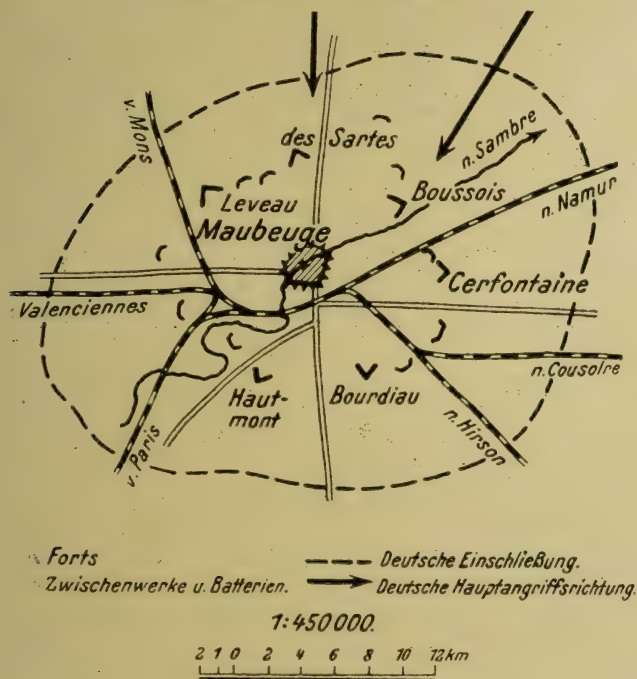 v. Mons
des Sartes
n. Sambre
Leveau
Boussois
n. Namur
Maubeuge
Cerfontaine
Valenciennes
Haut-
mont
Bourdiau
n. Cousolre
v. Paris
n. Hirson
Forts
Deutsche Einschließung.
Zwischenwerke u. Batterien.
Deutsche Hauptangriffsrichtung.
1:450000.
2 1 0 2 4 6 8 10 12km